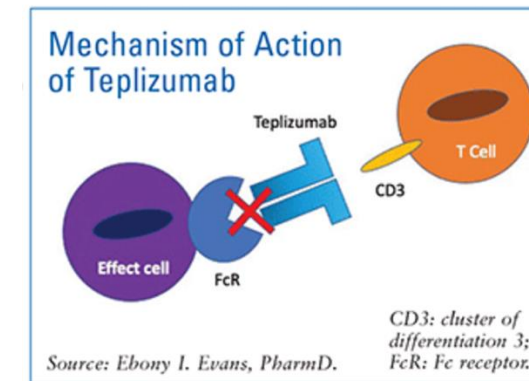 Mechanism of Action
of Teplizumab
Teplizumab
T Cell
CD3
Effect cell
FcR
CD3: cluster of
differentiation 3;
FcR: Fc receptor.
Source: Ebony I. Evans, PharmD.